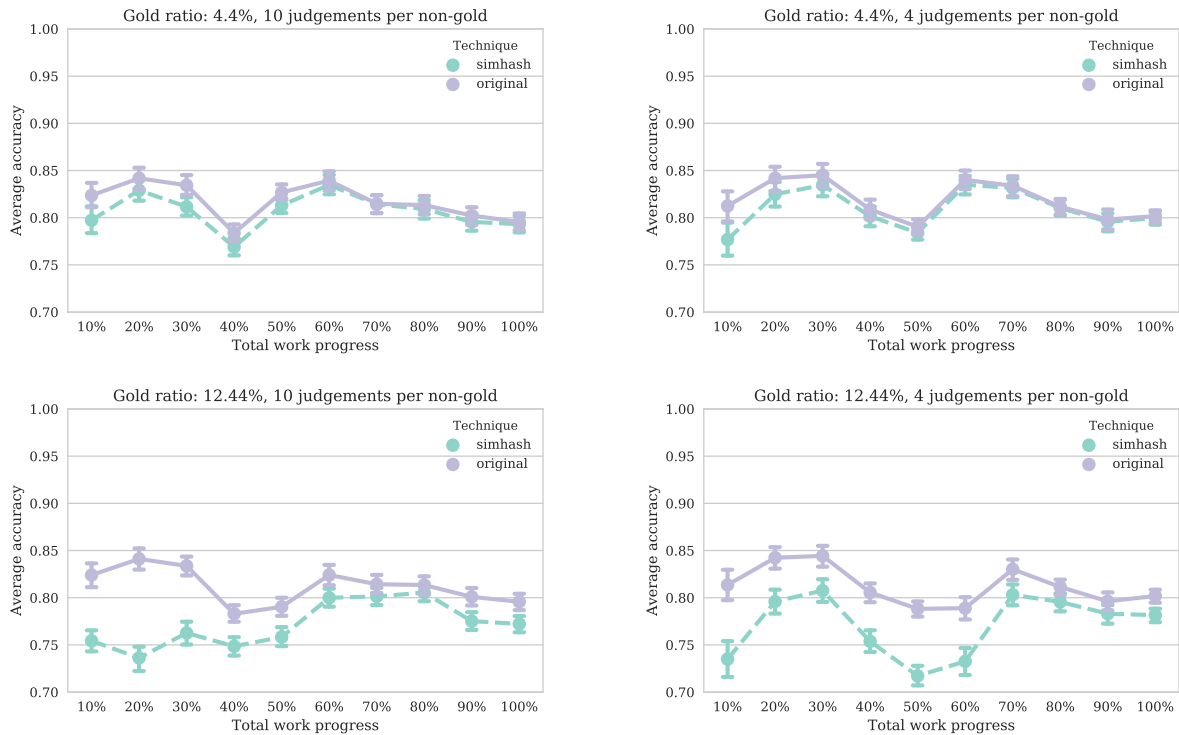 Gold ratio: 4.4%, 10 judgements per non-gold
1.00
0.95
0.90
0.85
0.80
0.75
0.70
Average accuracy
Technique
simhash
original
10% 20% 30% 40% 50% 60% 70% 80% 90% 100%
Total work progress
Gold ratio: 4.4%, 4 judgements per non-gold
1.00
0.95
0.90
0.85
0.80
0.75
0.70
Average accuracy
Technique
simhash
original
10% 20% 30% 40% 50% 60% 70% 80% 90% 100%
Total work progress
Gold ratio: 12.44%, 10 judgements per non-gold
1.00
0.95
0.90
0.85
0.80
0.75
0.70
Average accuracy
Technique
simhash
original
10% 20% 30% 40% 50% 60% 70% 80% 90% 100%
Total work progress
Gold ratio: 12.44%, 4 judgements per non-gold
1.00
0.95
0.90
0.85
0.80
0.75
0.70
Average accuracy
Technique
simhash
original
10% 20% 30% 40% 50% 60% 70% 80% 90% 100%
Total work progress